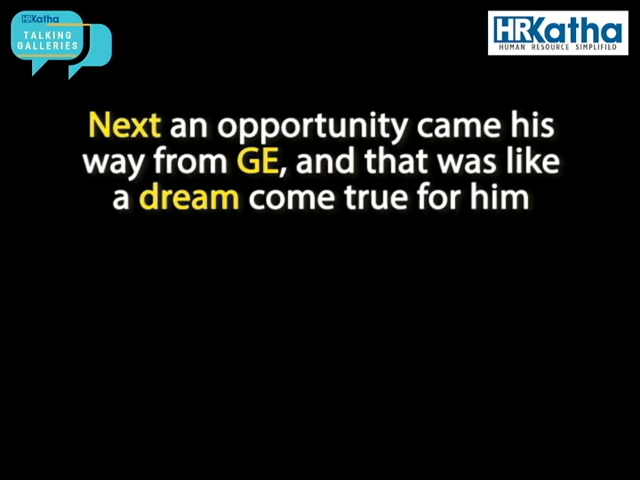 HRKatha
TALKING
GALLERIES
HRKatha
HUMAN RESOURCE SIMPLIFIED
Next an opportunity came his
way from GE, and that was like
a dream come true for him